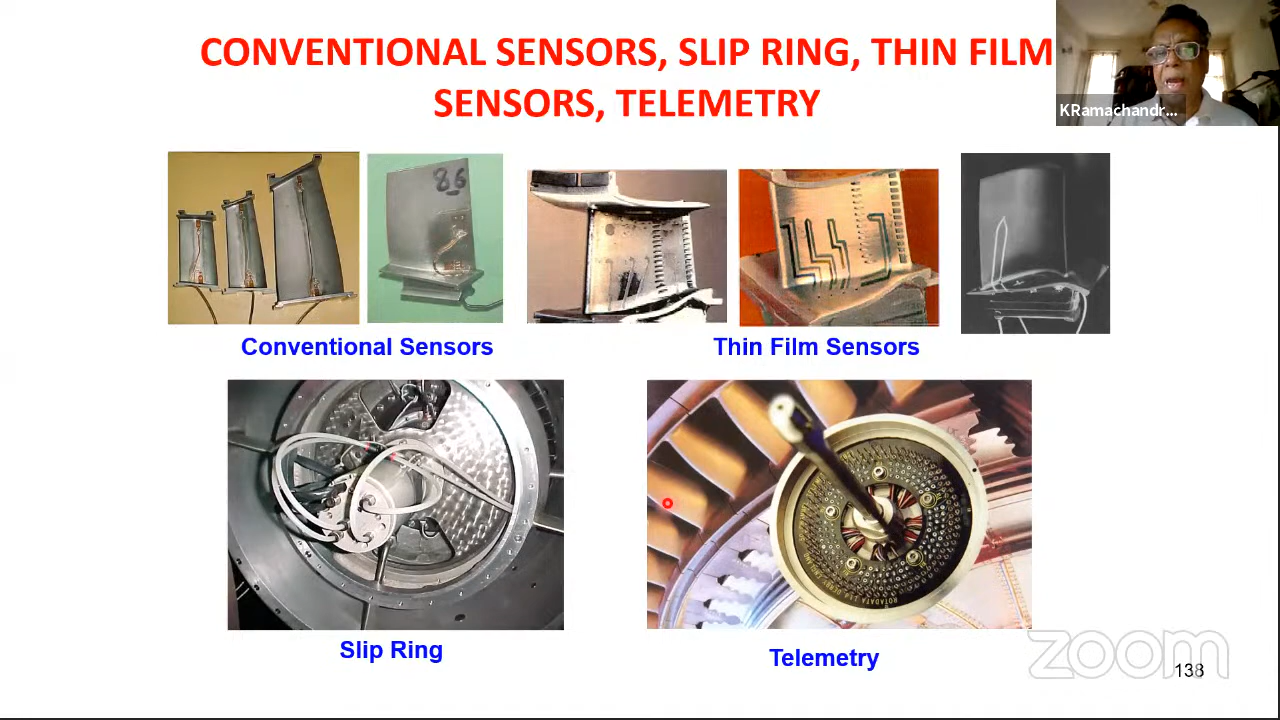 CONVENTIONAL SENSORS, SLIP RING, THIN FILM
SENSORS, TELEMETRY
KRamachandr...
86
Conventional Sensors
Thin Film Sensors
Slip Ring
Telemetry
zoom
138